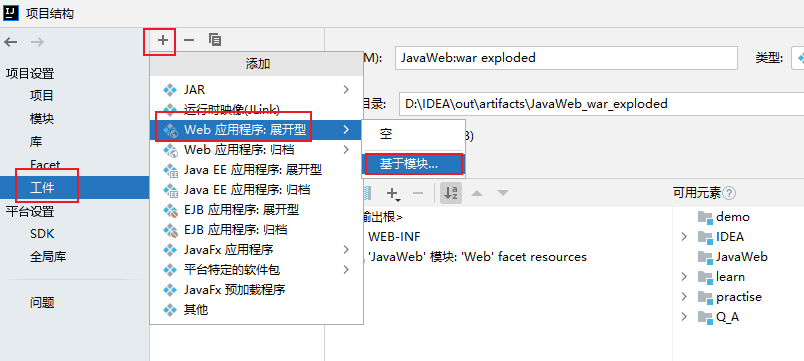 IJ 项目结构
项目设置
项目
模块
库
Facet
工件
平台设置
SDK
全局库
问题
添加
JAR
运行时映像(JLink)
Web 应用程序: 展开型
Web 应用程序: 归档
Java EE 应用程序: 展开型
Java EE 应用程序: 归档
EJB 应用程序: 展开型
EJB 应用程序: 归档
JavaFx 应用程序
平台特定的软件包
JavaFx 预加载程序
其他
空
基于模块...
M): JavaWeb:war exploded 类型:
目录: D:\IDEA\out\artifacts\JavaWeb_war_exploded
B)
输出根>
WEB-INF
'JavaWeb' 模块: 'Web' facet resources
可用元素 ?
demo
IDEA
JavaWeb
learn
practise
Q_A